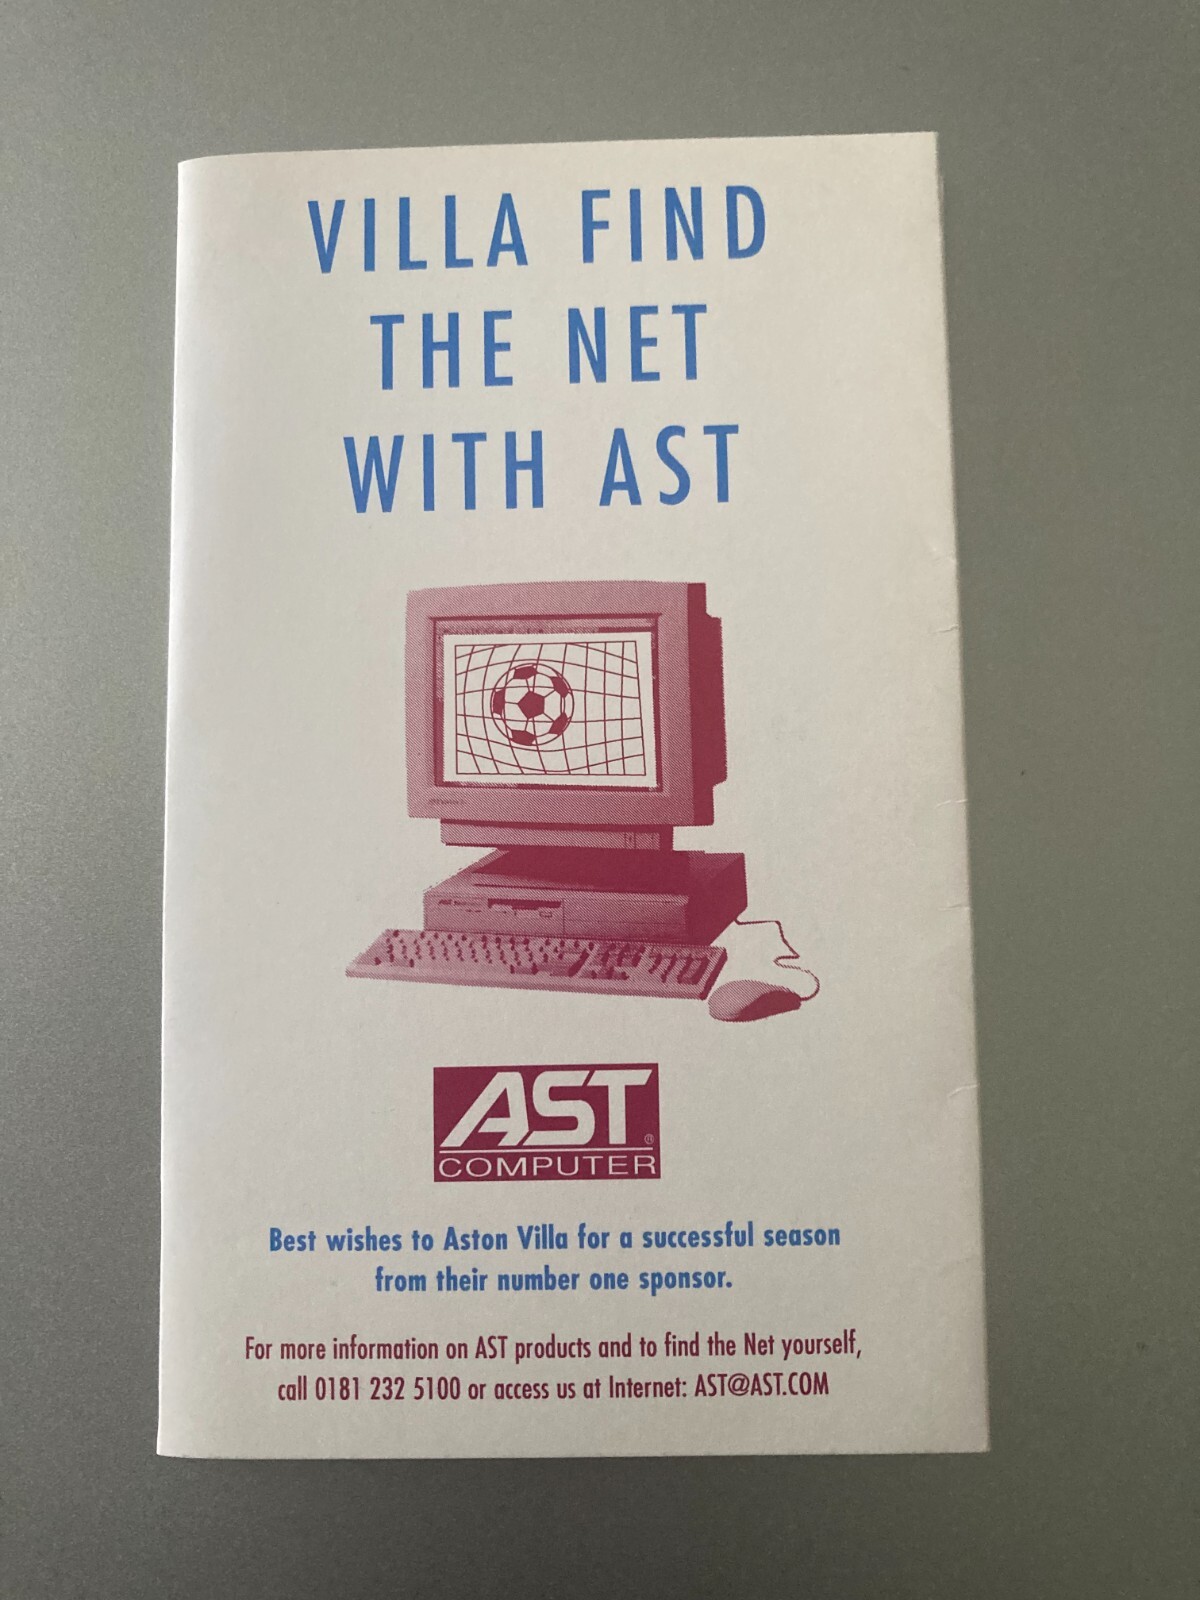 VILLA FIND
THE NET
WITH AST
AST®
COMPUTER
Best wishes to Aston Villa for a successful season
from their number one sponsor.
For more information on AST products and to find the Net yourself,
call 0181 232 5100 or access us at Internet: AST@AST.COM